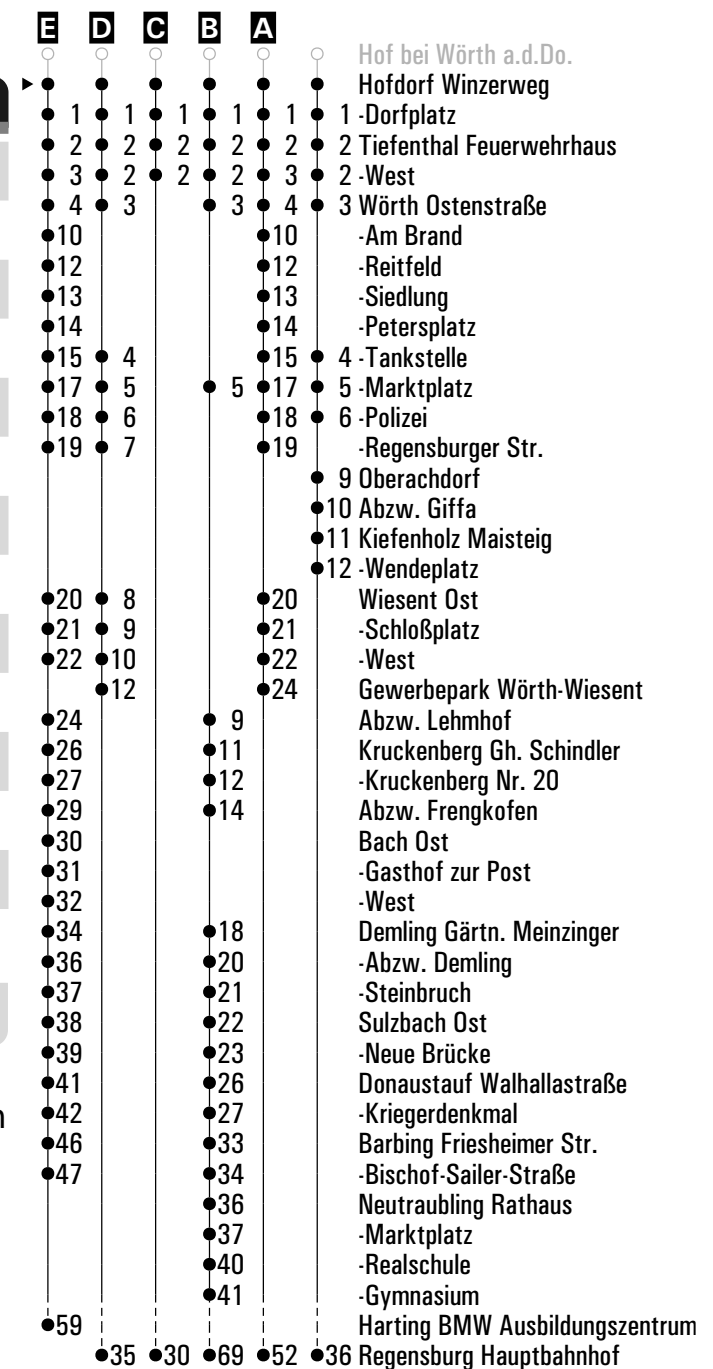 E D C B A
Hof bei Wörth a.d.Do.
Hofdorf Winzerweg
1 1 1 1 1 1 -Dorfplatz
2 2 2 2 2 2 Tiefenthal Feuerwehrhaus
3 2 2 2 3 2 -West
4 3 3 4 3 Wörth Ostenstraße
10 10 -Am Brand
12 12 -Reitfeld
13 13 -Siedlung
14 14 -Petersplatz
15 4 15 4 -Tankstelle
17 5 5 17 5 -Marktplatz
18 6 18 6 -Polizei
19 7 19 -Regensburger Str.
9 Oberachdorf
10 Abzw. Giffa
11 Kiefenholz Maisteig
12 -Wendeplatz
20 8 20 Wiesent Ost
21 9 21 -Schloßplatz
22 10 22 -West
12 24 Gewerbepark Wörth-Wiesent
24 9 Abzw. Lehmhof
26 11 Kruckenberg Gh. Schindler
27 12 -Kruckenberg Nr. 20
29 14 Abzw. Frengkofen
30 Bach Ost
31 -Gasthof zur Post
32 -West
34 18 Demling Gärtn. Meinzinger
36 20 -Abzw. Demling
37 21 -Steinbruch
38 22 Sulzbach Ost
39 23 -Neue Brücke
41 26 Donaustauf Walhallastraße
42 27 -Kriegerdenkmal
46 33 Barbing Friesheimer Str.
47 34 -Bischof-Sailer-Straße
36 Neutraubling Rathaus
37 -Marktplatz
40 -Realschule
41 -Gymnasium
59 Harting BMW Ausbildungszentrum
35 30 69 52 36 Regensburg Hauptbahnhof